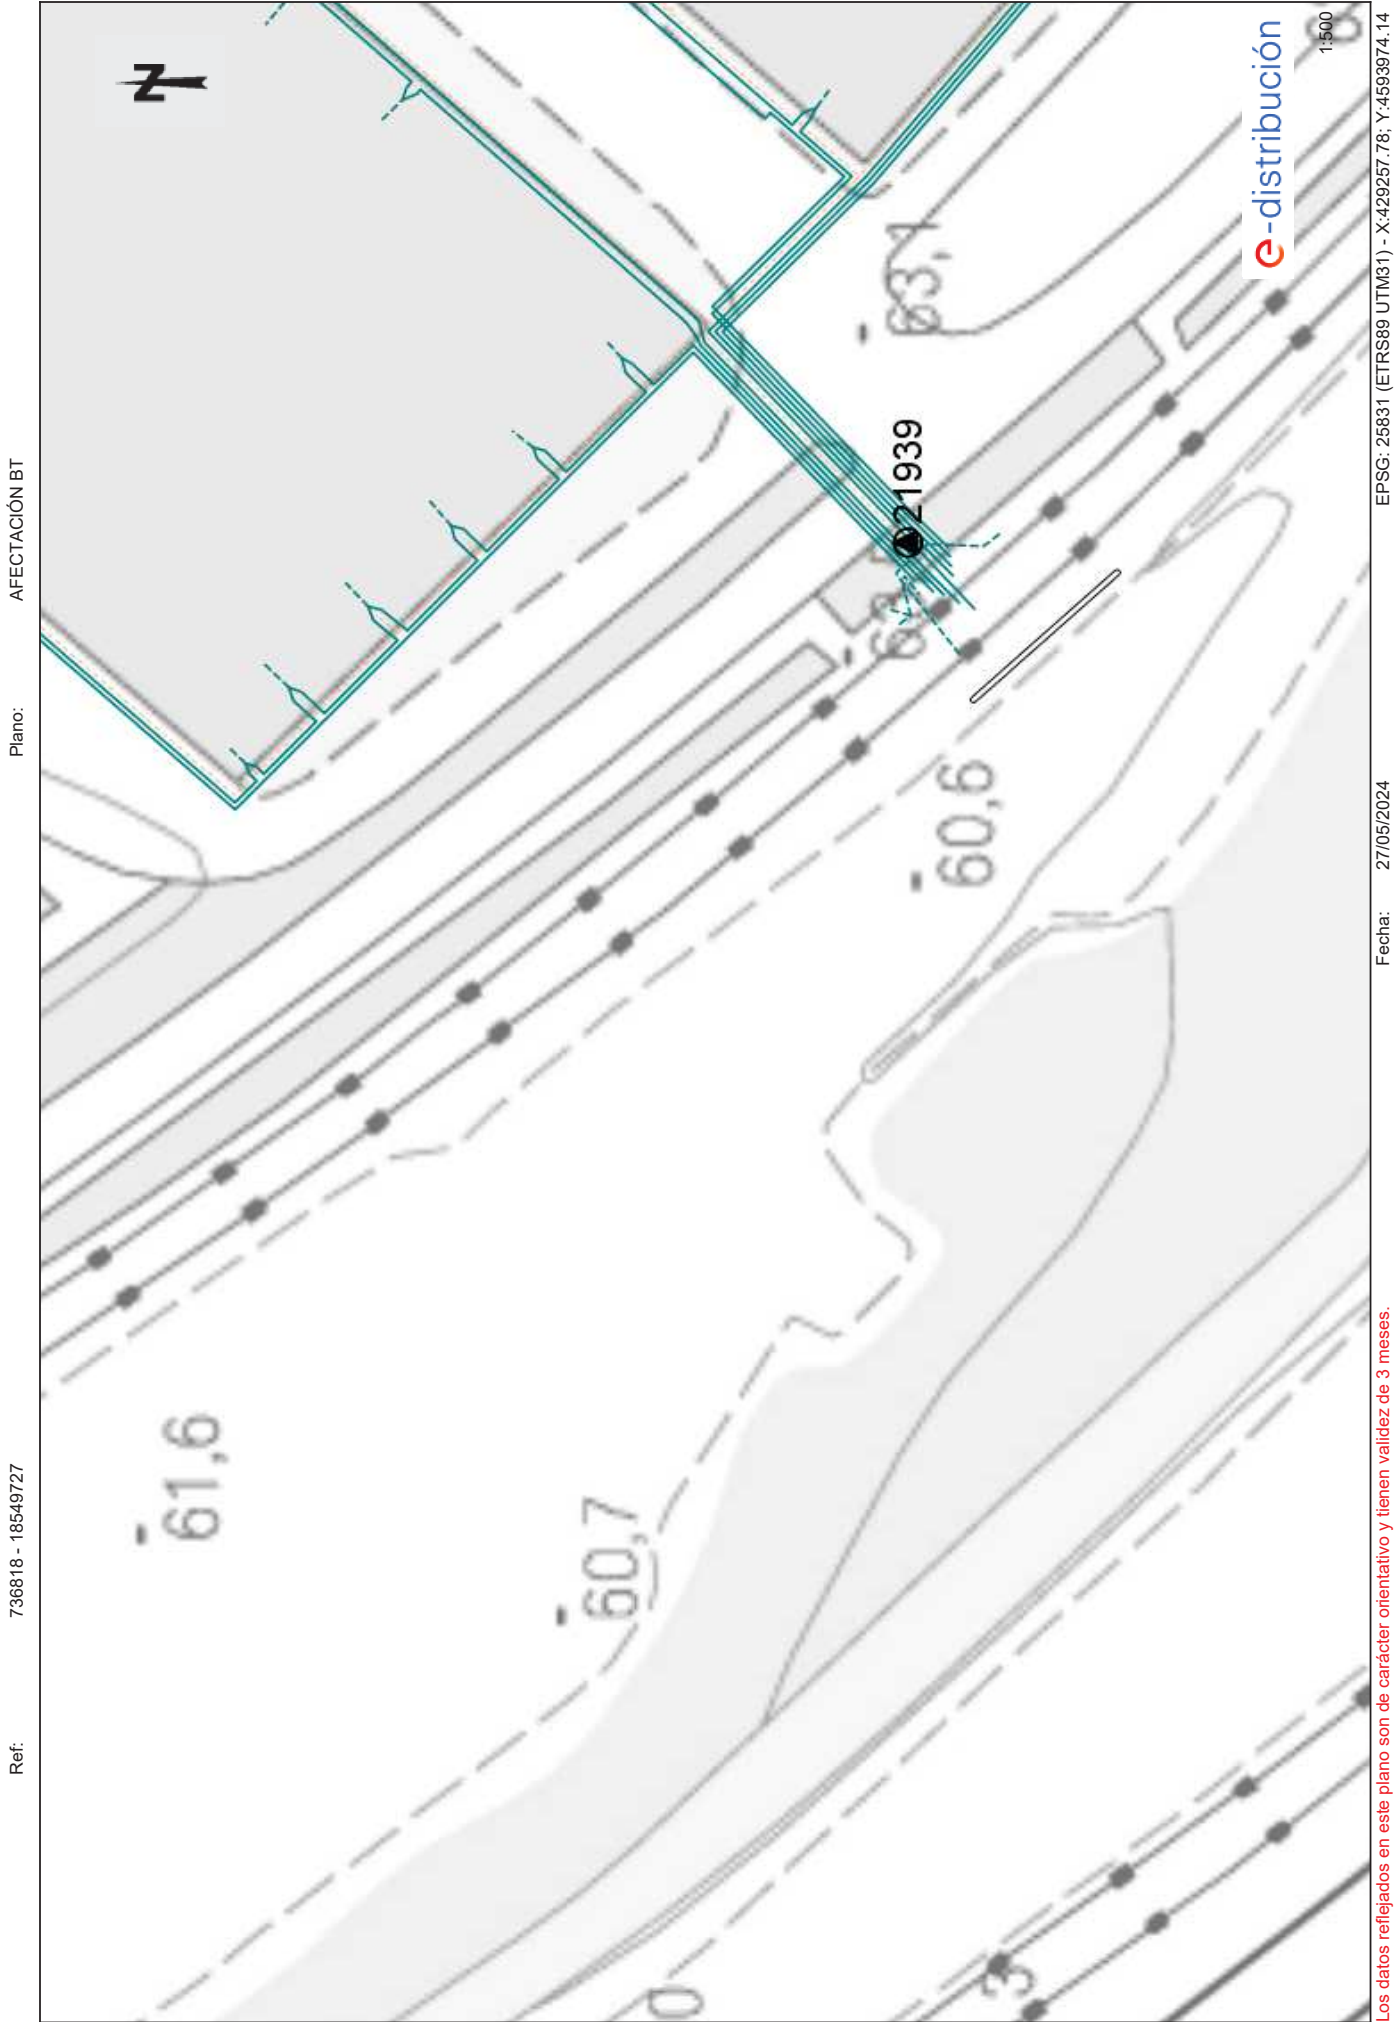 Ref: 736818 - 18549727 Plano: AFECTACIÓN BT
N
61,6
60,7
60,6
21939
63,1
0
3
e-distribución
1:500
Los datos reflejados en este plano son de carácter orientativo y tienen validez de 3 meses. Fecha: 27/05/2024 EPSG: 25831 (ETRS89 UTM31) - X:429257.78; Y:4593974.14